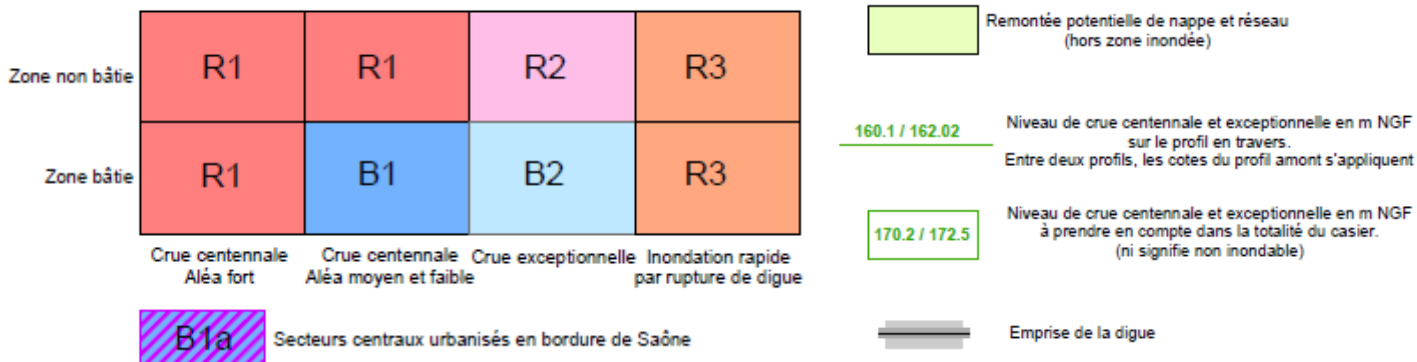 Zone non bâtie
R1
R1
R2
R3
Zone bâtie
R1
B1
B2
R3
Crue centennale
Aléa fort
Crue centennale
Aléa moyen et faible
Crue exceptionnelle
Inondation rapide
par rupture de digue
B1a
Secteurs centraux urbanisés en bordure de Saône
Remontée potentielle de nappe et réseau
(hors zone inondée)
160.1 / 162.02
Niveau de crue centennale et exceptionnelle en m NGF
sur le profil en travers.
Entre deux profils, les cotes du profil amont s'appliquent
170.2 / 172.5
Niveau de crue centennale et exceptionnelle en m NGF
à prendre en compte dans la totalité du casier.
(ni signifie non inondable)
Emprise de la digue